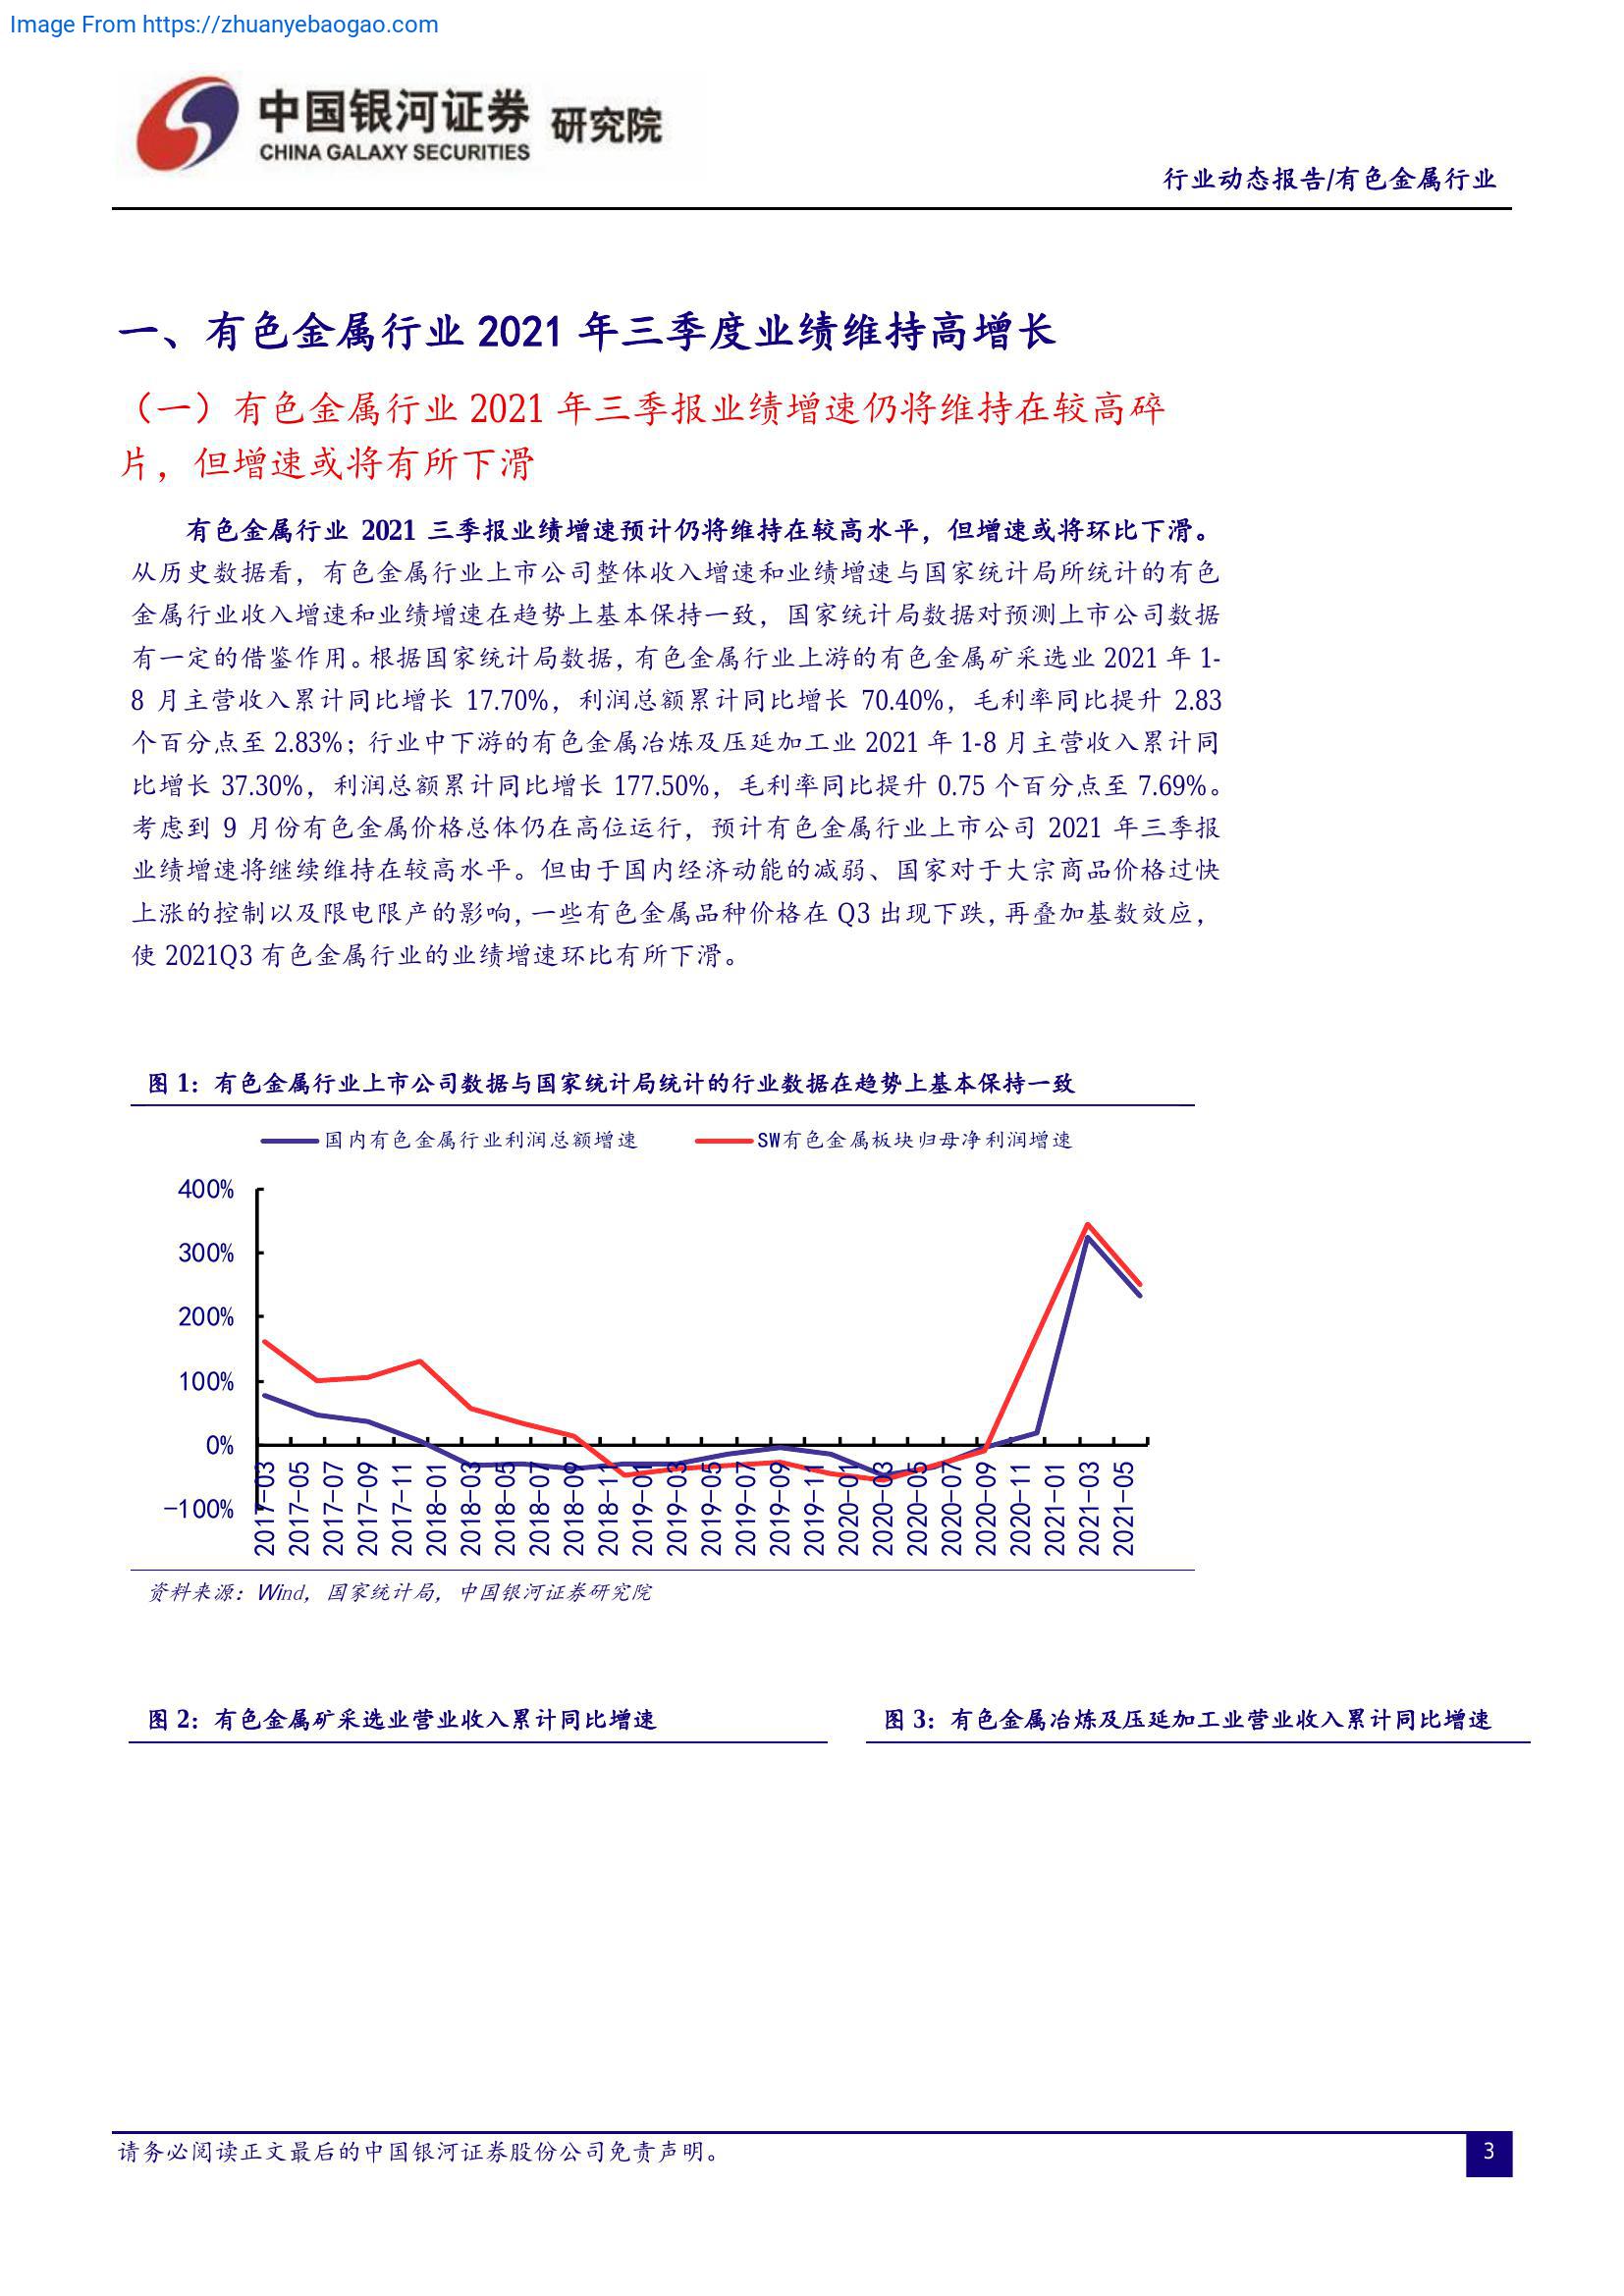 Image From https://zhuanyebaogao.com
中国银河证券 研究院
CHINA GALAXY SECURITIES
行业动态报告/有色金属行业
一、有色金属行业 2021 年三季度业绩维持高增长
（一）有色金属行业 2021 年三季报业绩增速仍将维持在较高碎
片，但增速或将有所下滑
有色金属行业 2021 三季报业绩增速预计仍将维持在较高水平，但增速或将环比下滑。
从历史数据看，有色金属行业上市公司整体收入增速和业绩增速与国家统计局所统计的有色
金属行业收入增速和业绩增速在趋势上基本保持一致，国家统计局数据对预测上市公司数据
有一定的借鉴作用。根据国家统计局数据，有色金属行业上游的有色金属矿采选业 2021 年 1-
8 月主营收入累计同比增长 17.70%，利润总额累计同比增长 70.40%，毛利率同比提升 2.83
个百分点至 2.83%；行业中下游的有色金属冶炼及压延加工业 2021 年 1-8 月主营收入累计同
比增长 37.30%，利润总额累计同比增长 177.50%，毛利率同比提升 0.75 个百分点至 7.69%。
考虑到 9 月份有色金属价格总体仍在高位运行，预计有色金属行业上市公司 2021 年三季报
业绩增速将继续维持在较高水平。但由于国内经济动能的减弱、国家对于大宗商品价格过快
上涨的控制以及限电限产的影响，一些有色金属品种价格在 Q3 出现下跌，再叠加基数效应，
使 2021Q3 有色金属行业的业绩增速环比有所下滑。
图 1：有色金属行业上市公司数据与国家统计局统计的行业数据在趋势上基本保持一致
国内有色金属行业利润总额增速 SW有色金属板块归母净利润增速
400%
300%
200%
100%
0%
-100%
2017-03 2017-05 2017-07 2017-09 2017-11 2018-01 2018-03 2018-05 2018-07 2018-09 2018-11 2019-01 2019-03 2019-05 2019-07 2019-09 2019-11 2020-01 2020-03 2020-05 2020-07 2020-09 2020-11 2021-01 2021-03 2021-05
资料来源：Wind，国家统计局，中国银河证券研究院
图 2：有色金属矿采选业营业收入累计同比增速
图 3：有色金属冶炼及压延加工业营业收入累计同比增速
请务必阅读正文最后的中国银河证券股份公司免责声明。
3